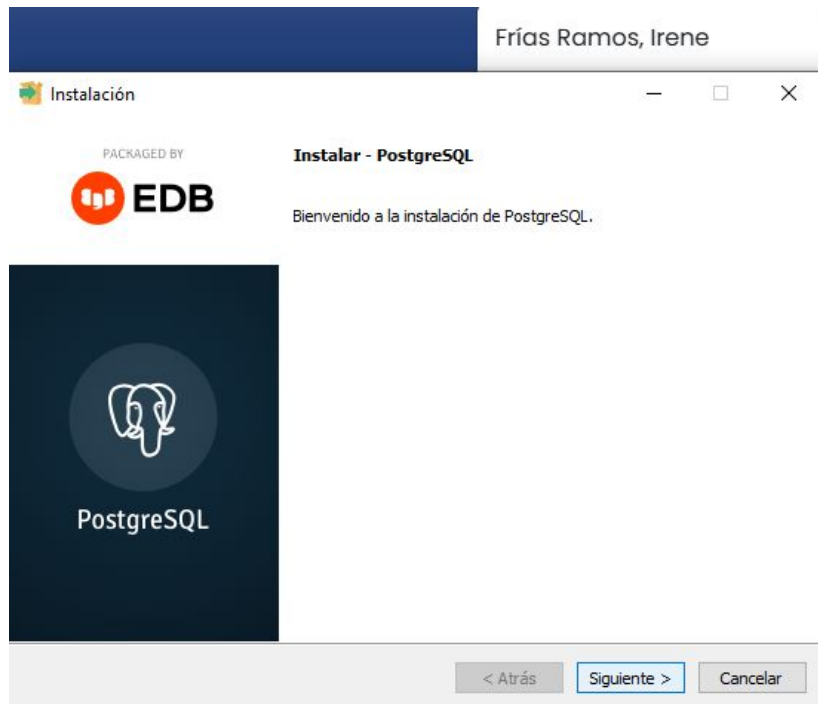 Frías Ramos, Irene
Instalación
PACKAGED BY
EDB
Instalar - PostgreSQL
Bienvenido a la instalación de PostgreSQL.
PostgreSQL
< Atrás
Siguiente >
Cancelar